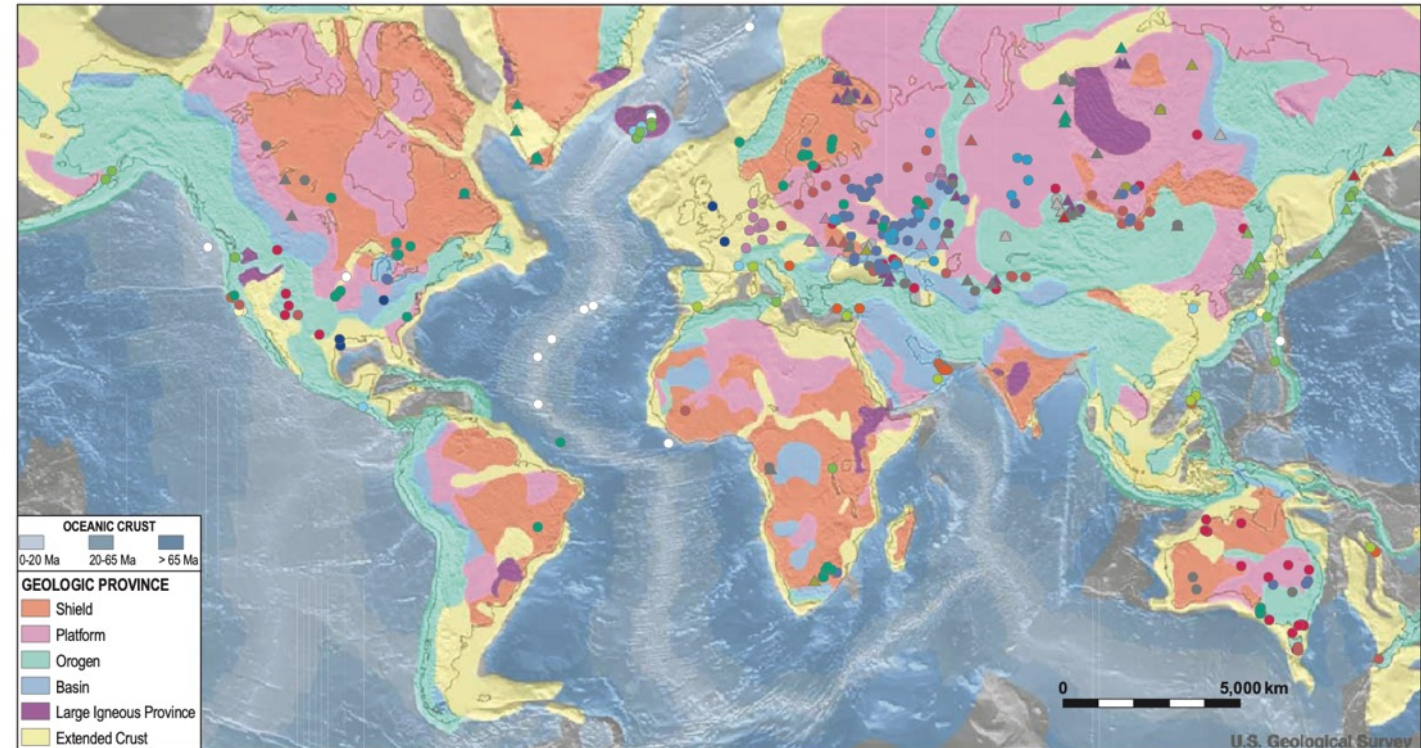 OCEANIC CRUST
0-20 Ma 20-65 Ma > 65 Ma
GEOLOGIC PROVINCE
Shield
Platform
Orogen
Basin
Large Igneous Province
Extended Crust
0 5,000 km
U.S. Geological Survey